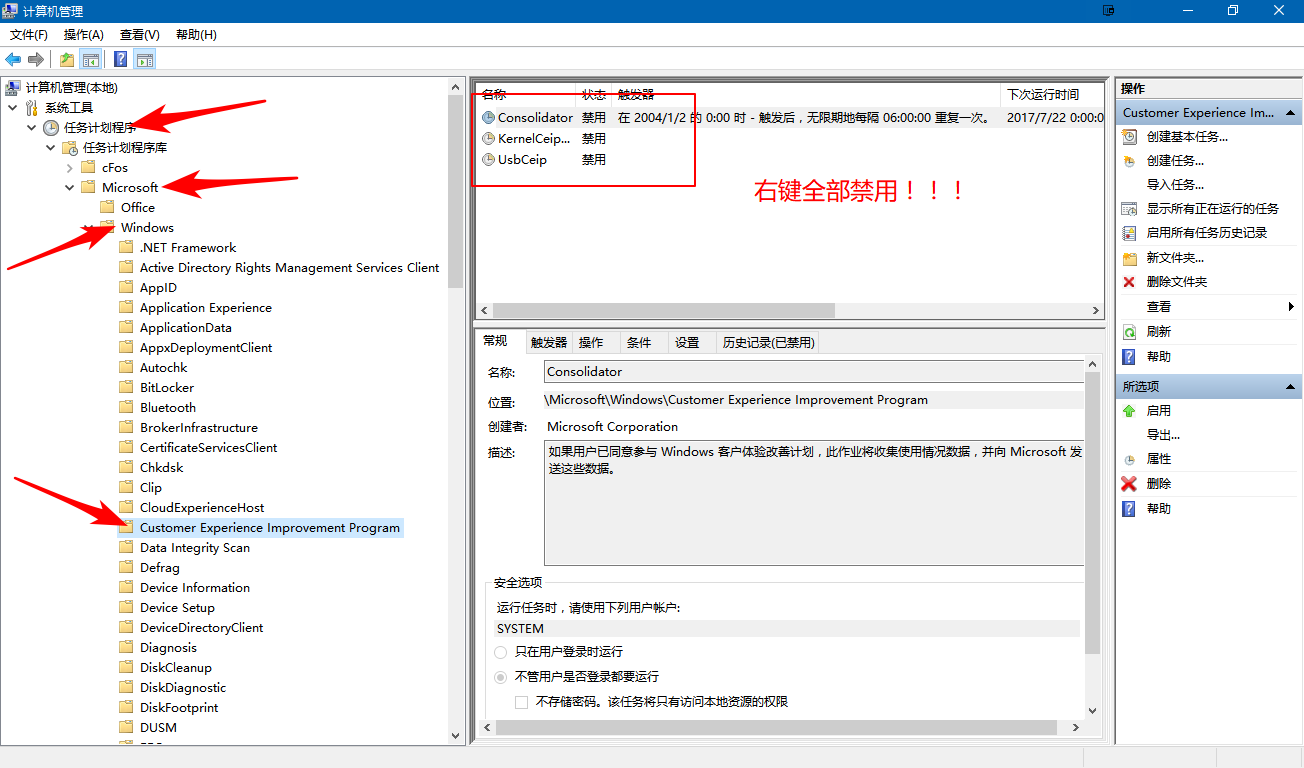 计算机管理
文件(F) 操作(A) 查看(V) 帮助(H)
计算机管理(本地)
系统工具
任务计划程序
任务计划程序库
cFos
Microsoft
Office
Windows
.NET Framework
Active Directory Rights Management Services Client
AppID
Application Experience
ApplicationData
AppxDeploymentClient
Autochk
BitLocker
Bluetooth
BrokerInfrastructure
CertificateServicesClient
Chkdsk
Clip
CloudExperienceHost
Customer Experience Improvement Program
Data Integrity Scan
Defrag
Device Information
Device Setup
DeviceDirectoryClient
Diagnosis
DiskCleanup
DiskDiagnostic
DiskFootprint
DUSM
名称 状态 触发器 下次运行时间
Consolidator 禁用 在 2004/1/2 的 0:00 时 - 触发后，无限期地每隔 06:00:00 重复一次。 2017/7/22 0:00:0
KernelCeip... 禁用
UsbCeip 禁用
右键全部禁用！！！
常规 触发器 操作 条件 设置 历史记录(已禁用)
名称: Consolidator
位置: \Microsoft\Windows\Customer Experience Improvement Program
创建者: Microsoft Corporation
描述: 如果用户已同意参与 Windows 客户体验改善计划，此作业将收集使用情况数据，并向 Microsoft 发
送这些数据。
安全选项
运行任务时，请使用下列用户帐户:
SYSTEM
只在用户登录时运行
不管用户是否登录都要运行
不存储密码。该任务将只有访问本地资源的权限
操作
Customer Experience Im...
创建基本任务...
创建任务...
导入任务...
显示所有正在运行的任务
启用所有任务历史记录
新文件夹...
删除文件夹
查看
刷新
帮助
所选项
启用
导出...
属性
删除
帮助